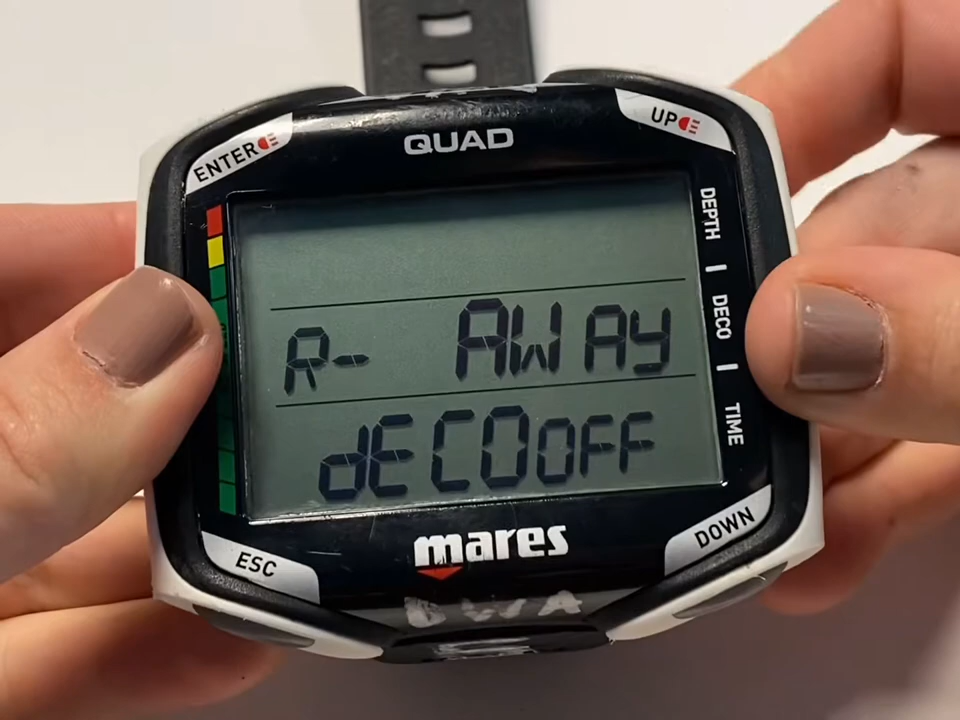 QUAD
ENTER
UP
DEPTH
R- AWAY
DECO
dECOoFF
TIME
ESC
mares
DOWN